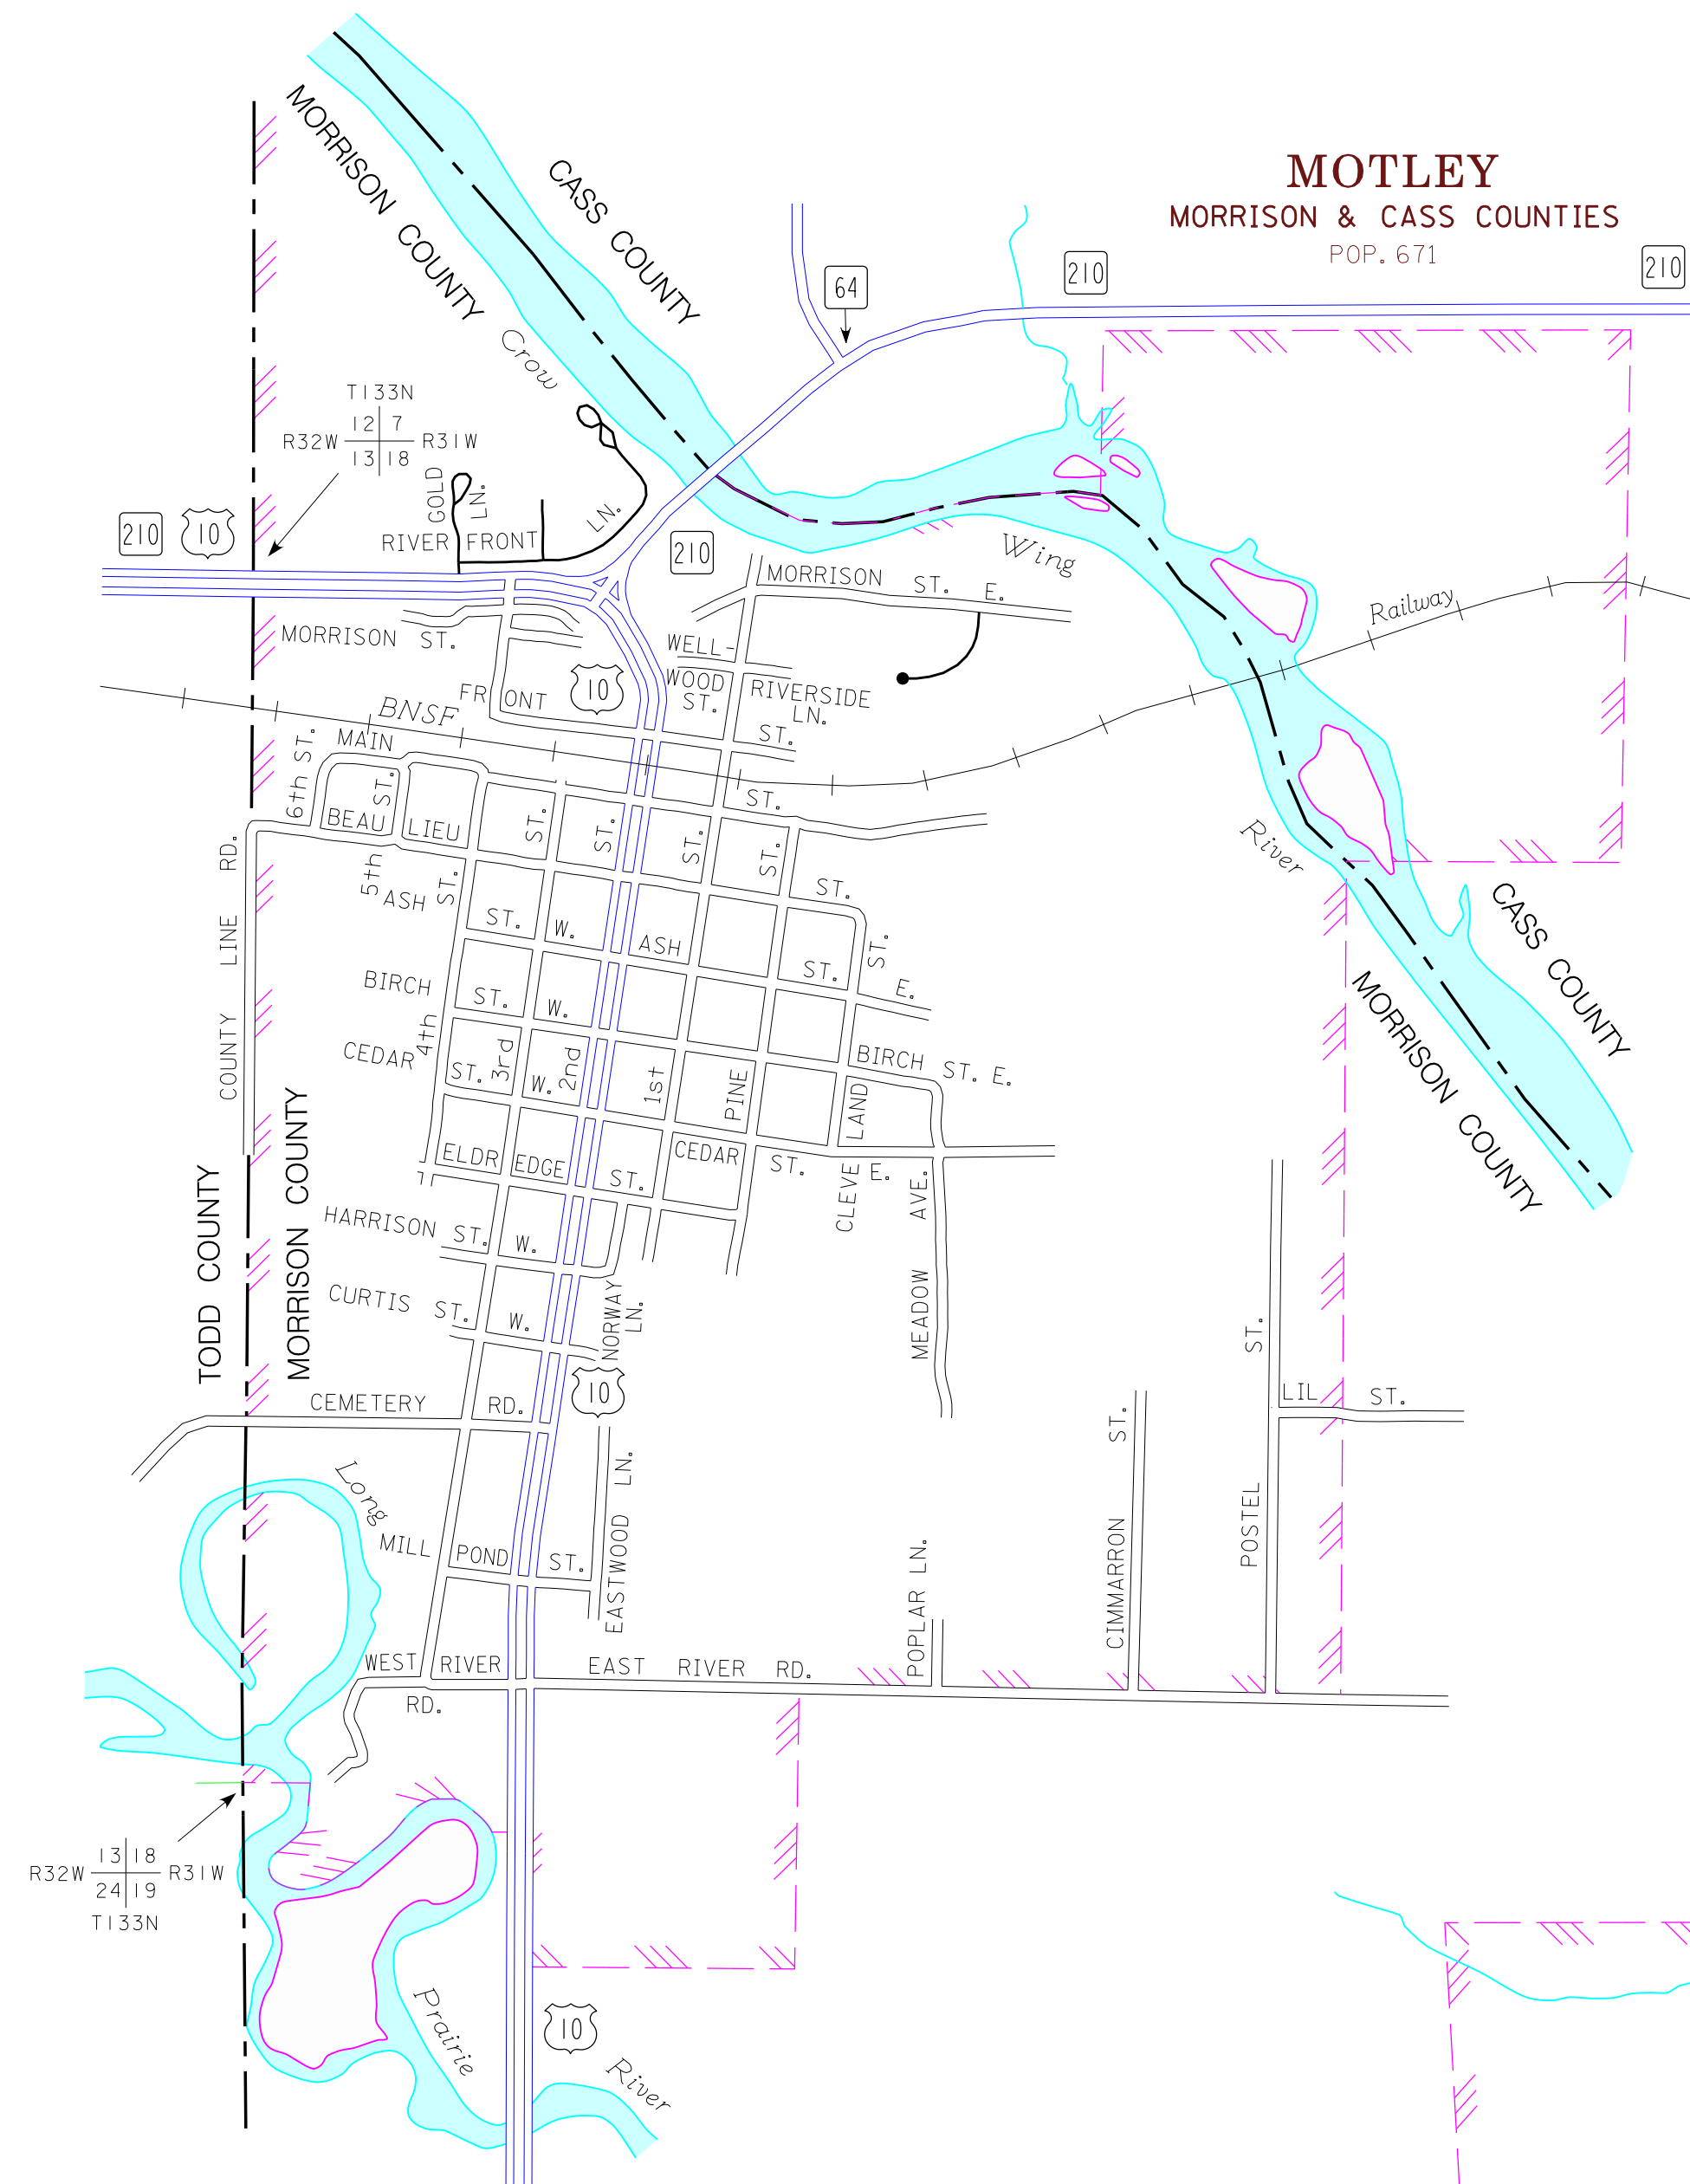 MOTLEY
MORRISON & CASS COUNTIES
POP. 671
MORRISON COUNTY
CASS COUNTY
Crow
64
210
210
T133N
12 7
R32W R31W
13 18
GOLD
LN.
RIVER FRONT
LN.
210
10
210
Wing
MORRISON ST. E.
MORRISON ST.
WELL-
WOOD
ST.
RIVERSIDE
LN.
10
FRONT
ST.
Railway
BNSF
MAIN
ST.
6th ST.
BEAU LIEU
ST.
5th
ST.
ST.
ST.
ST.
ST.
ST.
River
COUNTY LINE RD.
ASH
ST. W.
ASH
ST.
E.
ST.
BIRCH
ST. W.
BIRCH ST. E.
4th
CEDAR
ST. W.
3rd
2nd
1st
PINE
CLEVE LAND
CEDAR
ST.
E.
CASS COUNTY
MORRISON COUNTY
ELDR EDGE
ST.
TODD COUNTY
MORRISON COUNTY
HARRISON ST. W.
CURTIS ST. W.
NORWAY
LN.
MEADOW AVE.
10
CEMETERY RD.
LIL ST.
POSTEL ST.
CIMMARRON ST.
Long
MILL POND ST.
EASTWOOD LN.
POPLAR LN.
WEST RIVER
RD.
EAST RIVER RD.
13 18
R32W R31W
24 19
T133N
Prairie
10
River